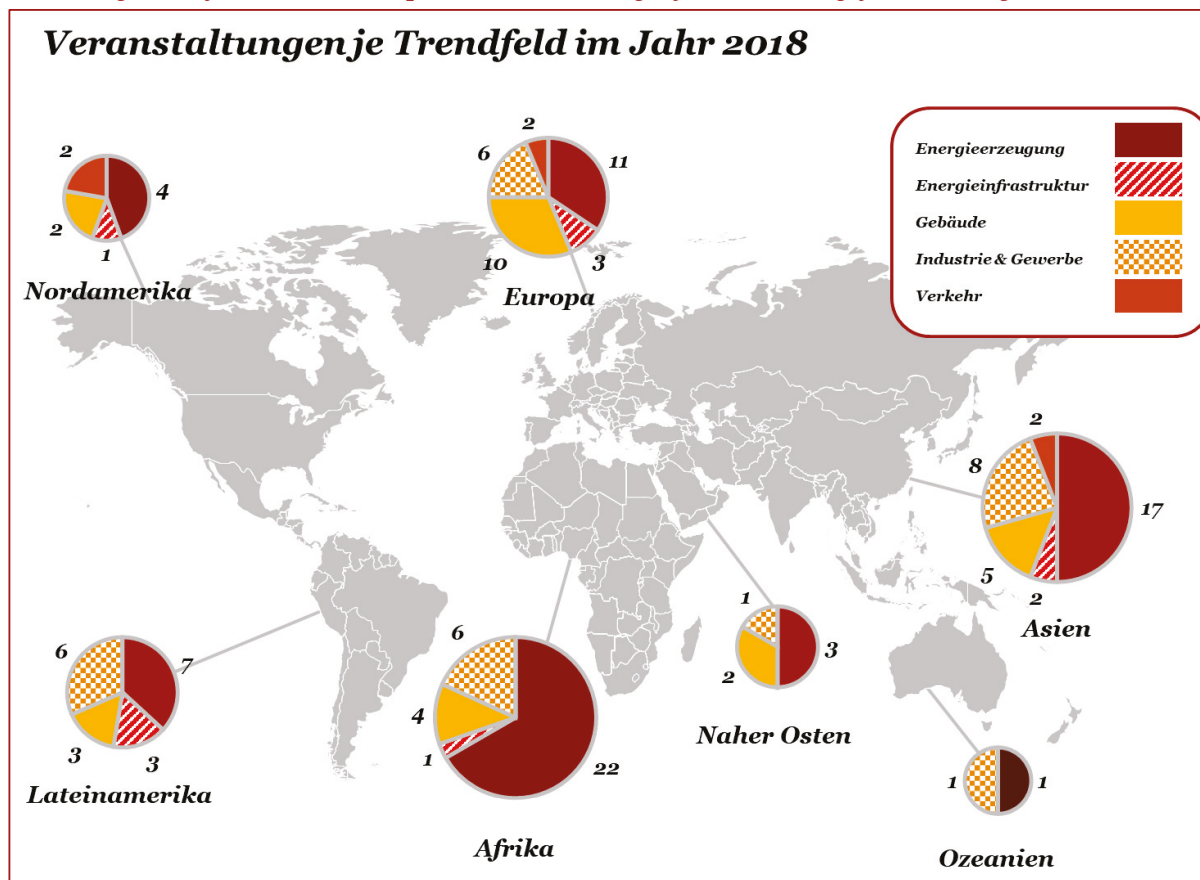 Veranstaltungen je Trendfeld im Jahr 2018
Energieerzeugung
Energieinfrastruktur
Gebäude
Industrie & Gewerbe
Verkehr
2
4
2
1
Nordamerika
2
6
11
10
3
Europa
2
8
17
5
2
Asien
6
7
3
3
Lateinamerika
6
4
1
22
Afrika
1
3
2
Naher Osten
1
1
Ozeanien